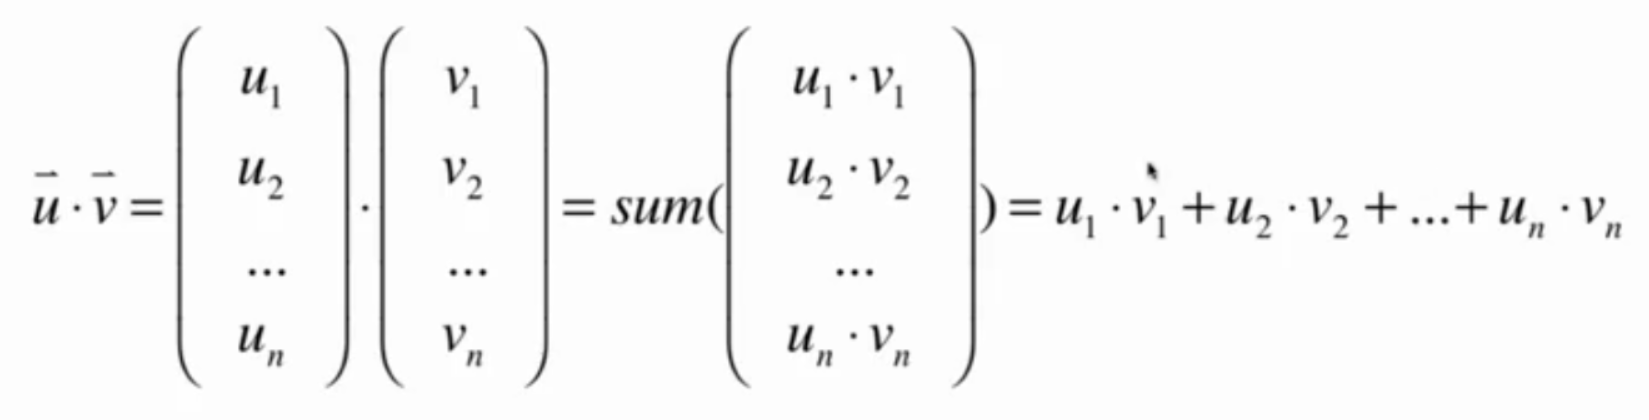 $\vec{u} \cdot \vec{v} = \begin{pmatrix} u_1 \\ u_2 \\ ... \\ u_n \end{pmatrix} \cdot \begin{pmatrix} v_1 \\ v_2 \\ ... \\ v_n \end{pmatrix} = sum(\begin{pmatrix} u_1 \cdot v_1 \\ u_2 \cdot v_2 \\ ... \\ u_n \cdot v_n \end{pmatrix}) = u_1 \cdot v_1 + u_2 \cdot v_2 + ... + u_n \cdot v_n$